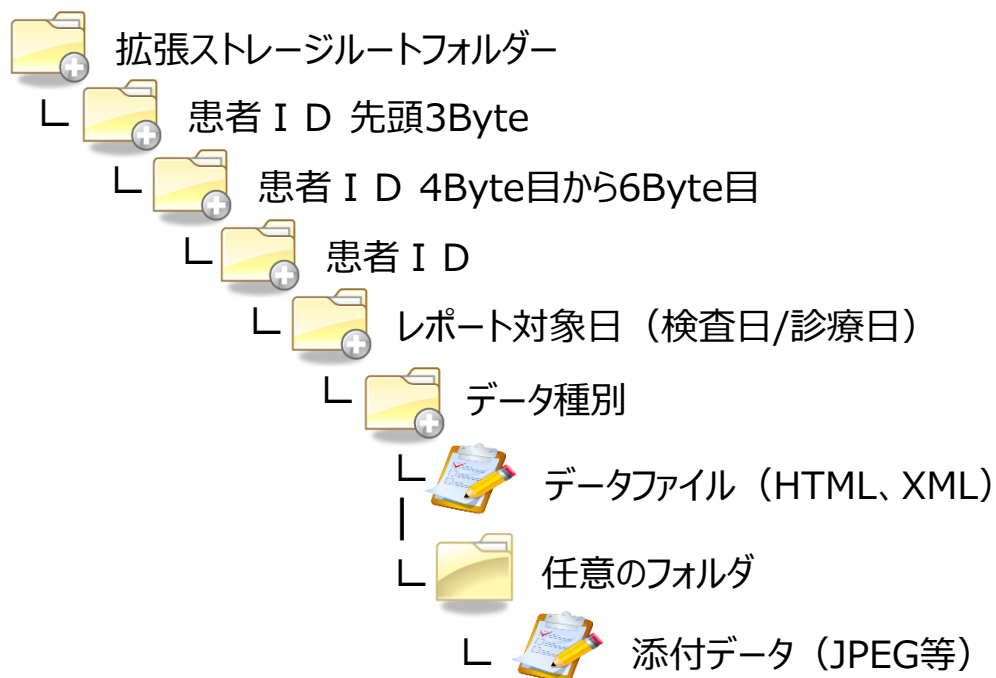 拡張ストレージルートフォルダー
患者ＩＤ 先頭3Byte
患者ＩＤ 4Byte目から6Byte目
患者ＩＤ
レポート対象日（検査日/診療日）
データ種別
データファイル（HTML、XML）
任意のフォルダ
添付データ（JPEG等）